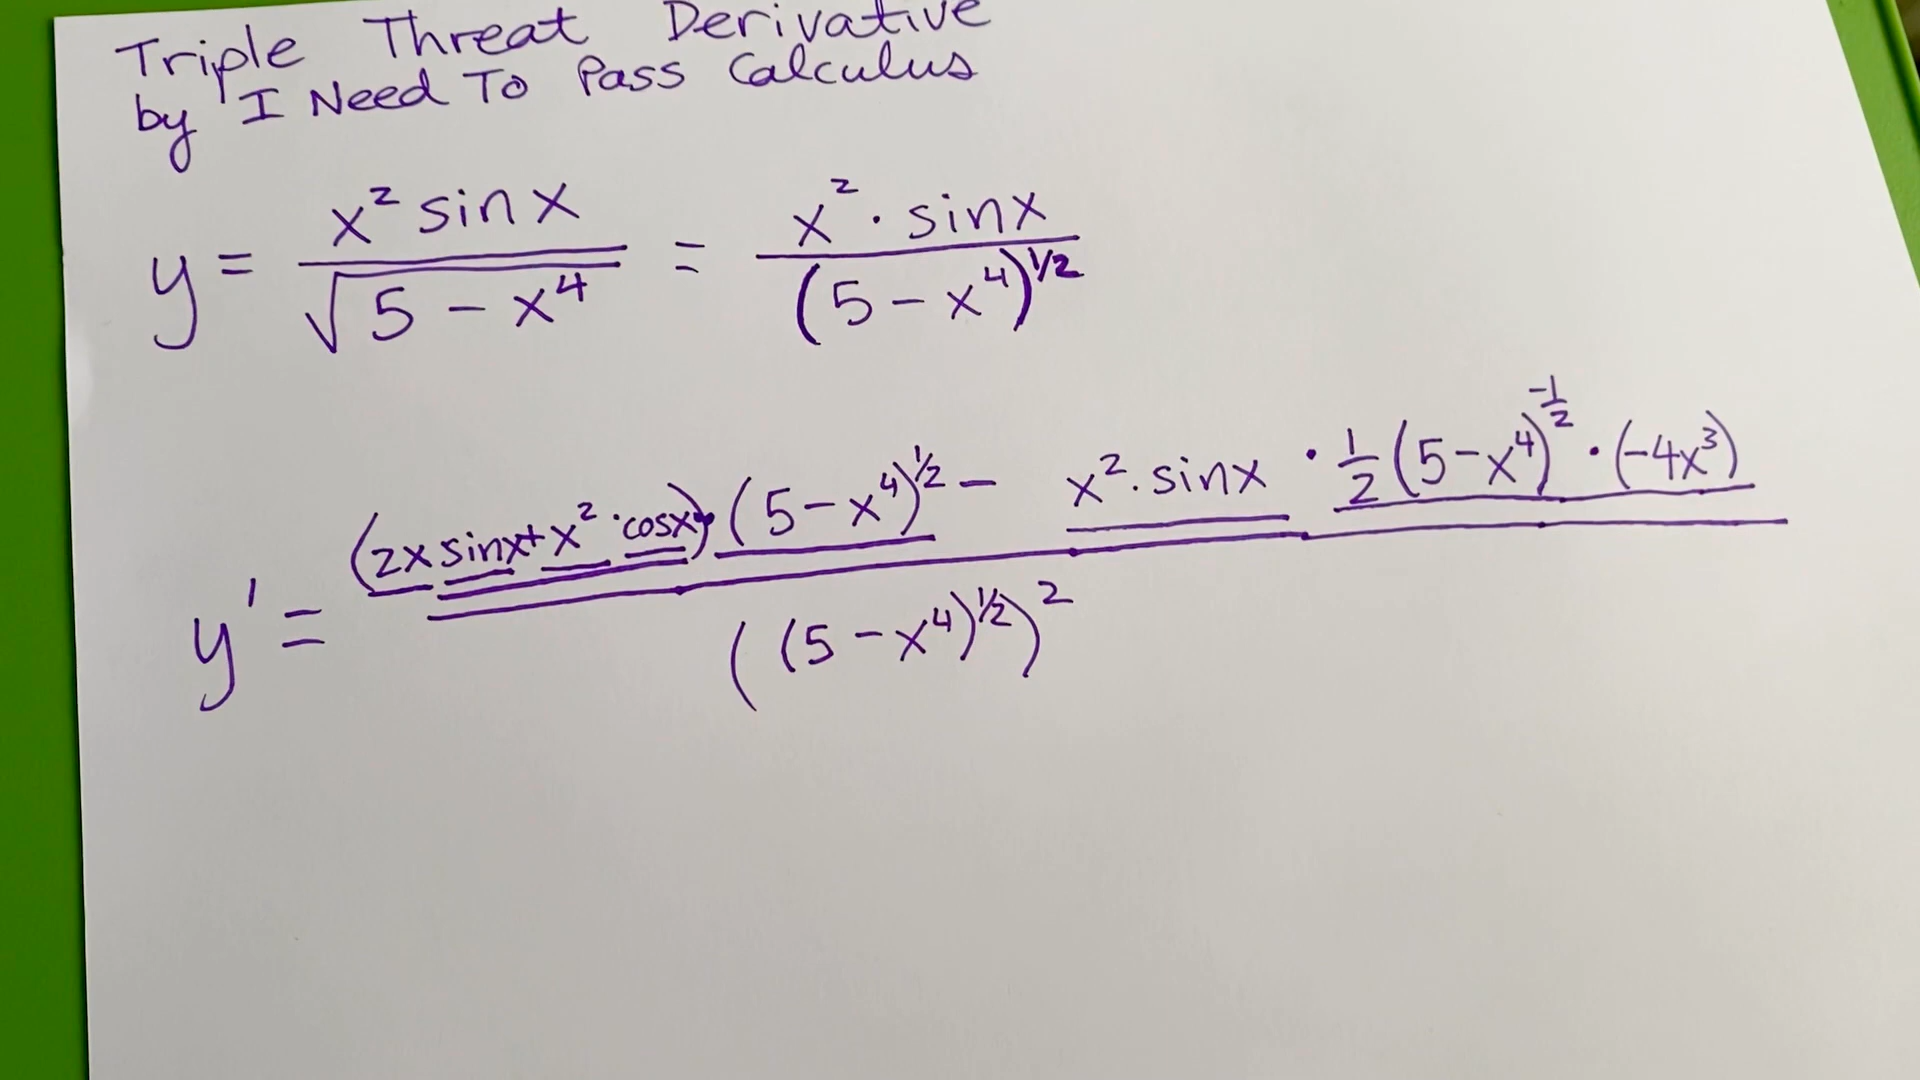 Triple Threat Derivative
by I Need To Pass Calculus
y = x² sin x / √(5 - x⁴) = x² · sinx / (5 - x⁴)^1/2
y' = (2x sinx + x² · cosx) · (5 - x⁴)^1/2 - x² · sinx · 1/2 (5 - x⁴)^-1/2 · (-4x³) / ((5 - x⁴)^1/2)²